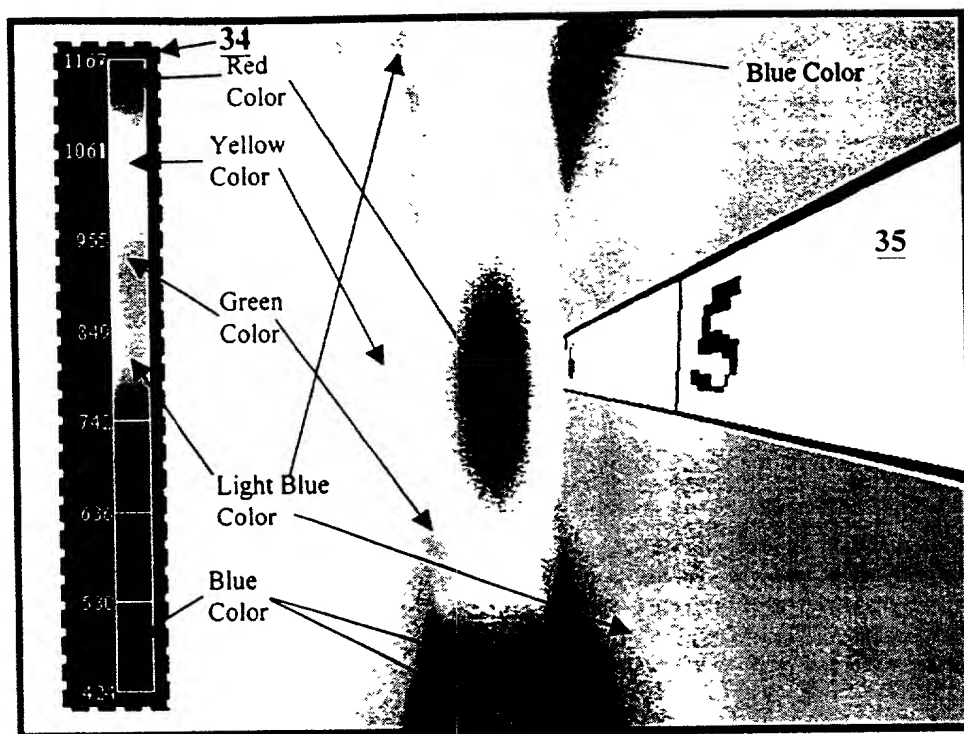 34
1167
Red
Color
Blue Color
1061
Yellow
Color
955
35
Green
Color
849
5
742
Light Blue
Color
636
530
Blue
Color
424